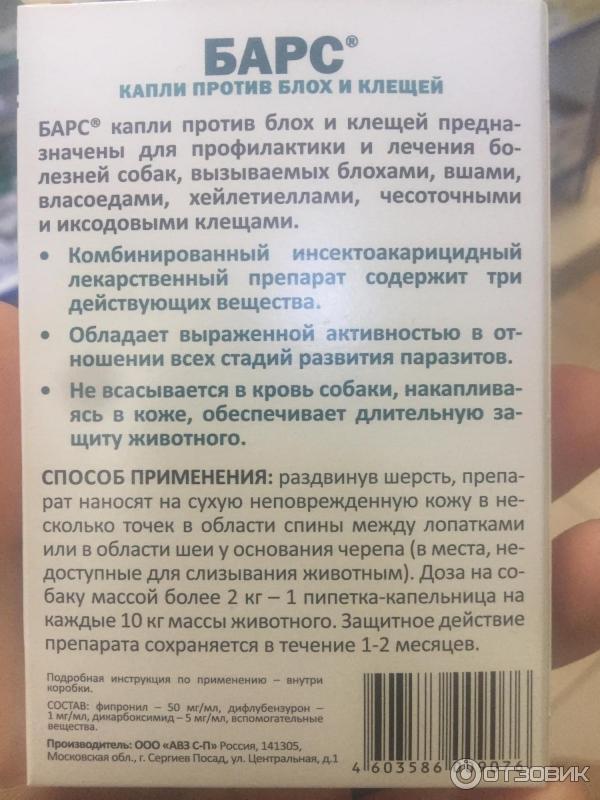 БАРС®
КАПЛИ ПРОТИВ БЛОХ И КЛЕЩЕЙ
БАРС® капли против блох и клещей предна-
значены для профилактики и лечения бо-
лезней собак, вызываемых блохами, вшами,
власоедами, хейлетиеллами, чесоточными
и иксодовыми клещами.
• Комбинированный инсектоакарицидный
лекарственный препарат содержит три
действующих вещества.
• Обладает выраженной активностью в от-
ношении всех стадий развития паразитов.
• Не всасывается в кровь собаки, накаплива-
ясь в коже, обеспечивает длительную за-
щиту животного.
СПОСОБ ПРИМЕНЕНИЯ: раздвинув шерсть, препа-
рат наносят на сухую неповрежденную кожу в не-
сколько точек в области спины между лопатками
или в области шеи у основания черепа (в места, не-
доступные для слизывания животным). Доза на со-
баку массой более 2 кг – 1 пипетка-капельница на
каждые 10 кг массы животного. Защитное действие
препарата сохраняется в течение 1-2 месяцев.
Подробная инструкция по применению – внутри
коробки.
СОСТАВ: фипронил – 50 мг/мл, дифлубензурон –
1 мг/мл, дикарбоксимид – 5 мг/мл, вспомогательные
вещества.
Производитель: ООО «АВЗ С-П» Россия, 141305,
Московская обл., г. Сергиев Посад, ул. Центральная, д.1
4 603586
ОТЗОВИК